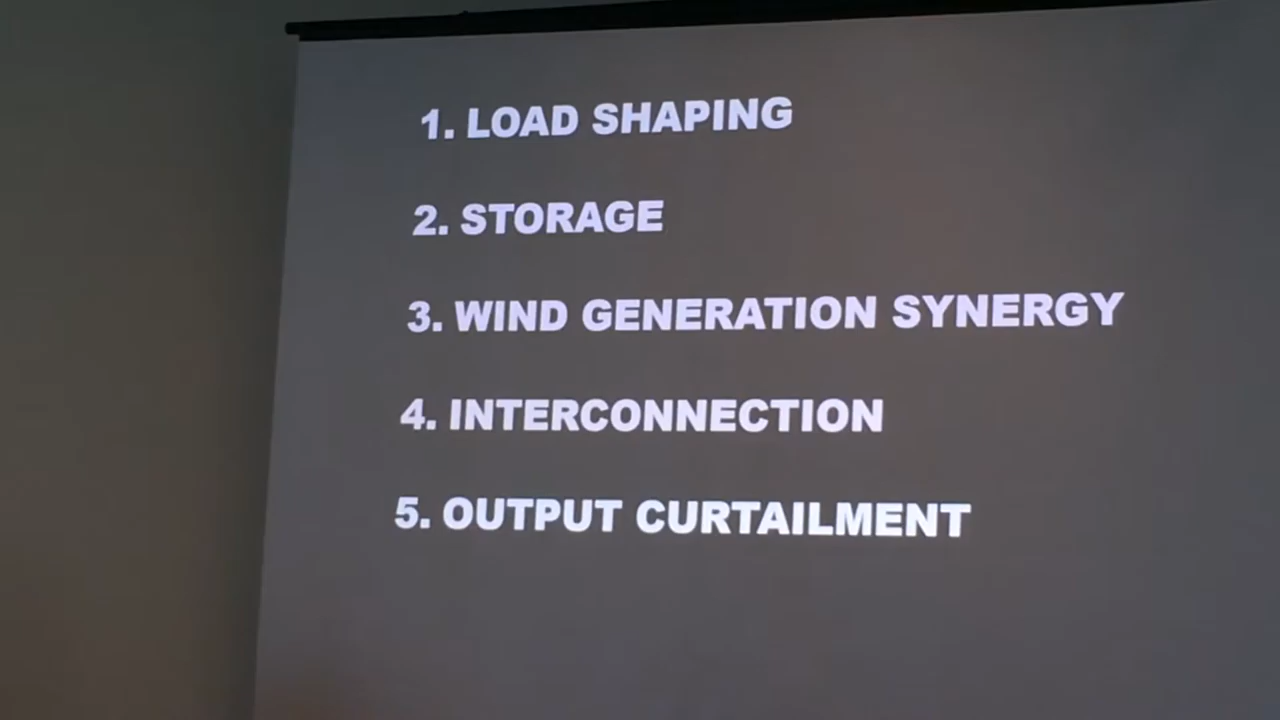 1. LOAD SHAPING
2. STORAGE
3. WIND GENERATION SYNERGY
4. INTERCONNECTION
5. OUTPUT CURTAILMENT